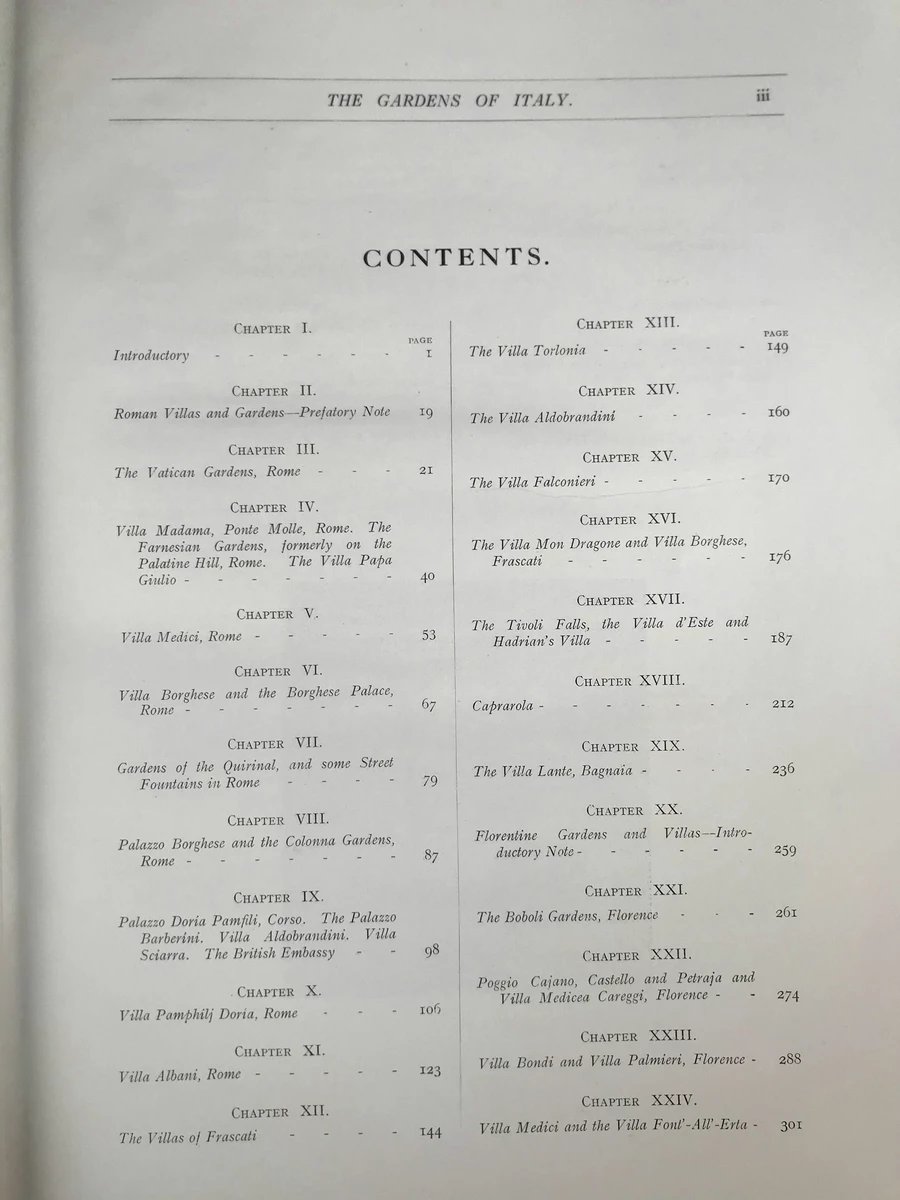 THE GARDENS OF ITALY. iii
CONTENTS.
CHAPTER I.
PAGE
Introductory - - - - - - 1
CHAPTER II.
Roman Villas and Gardens—Prefatory Note 19
CHAPTER III.
The Vatican Gardens, Rome - - - 21
CHAPTER IV.
Villa Madama, Ponte Molle, Rome. The
Farnesian Gardens, formerly on the
Palatine Hill, Rome. The Villa Papa
Giulio - - - - - - - 40
CHAPTER V.
Villa Medici, Rome - - - - - 53
CHAPTER VI.
Villa Borghese and the Borghese Palace,
Rome - - - - - - - 67
CHAPTER VII.
Gardens of the Quirinal, and some Street
Fountains in Rome - - - - 79
CHAPTER VIII.
Palazzo Borghese and the Colonna Gardens,
Rome - - - - - - - 87
CHAPTER IX.
Palazzo Doria Pamfili, Corso. The Palazzo
Barberini. Villa Aldobrandini. Villa
Sciarra. The British Embassy - - 98
CHAPTER X.
Villa Pamphilj Doria, Rome - - - 106
CHAPTER XI.
Villa Albani, Rome - - - - - 123
CHAPTER XII.
The Villas of Frascati - - - - 144
CHAPTER XIII.
PAGE
The Villa Torlonia - - - - - 149
CHAPTER XIV.
The Villa Aldobrandini - - - - 160
CHAPTER XV.
The Villa Falconieri - - - - - 170
CHAPTER XVI.
The Villa Mon Dragone and Villa Borghese,
Frascati - - - - - - 176
CHAPTER XVII.
The Tivoli Falls, the Villa d'Este and
Hadrian's Villa - - - - - 187
CHAPTER XVIII.
Caprarola - - - - - - - 212
CHAPTER XIX.
The Villa Lante, Bagnaia - - - - 236
CHAPTER XX.
Florentine Gardens and Villas—Intro-
ductory Note - - - - - - 259
CHAPTER XXI.
The Boboli Gardens, Florence - - - 261
CHAPTER XXII.
Poggio Cajano, Castello and Petraja and
Villa Medicea Careggi, Florence - - 274
CHAPTER XXIII.
Villa Bondi and Villa Palmieri, Florence - 288
CHAPTER XXIV.
Villa Medici and the Villa Font'-All'-Erta - 301